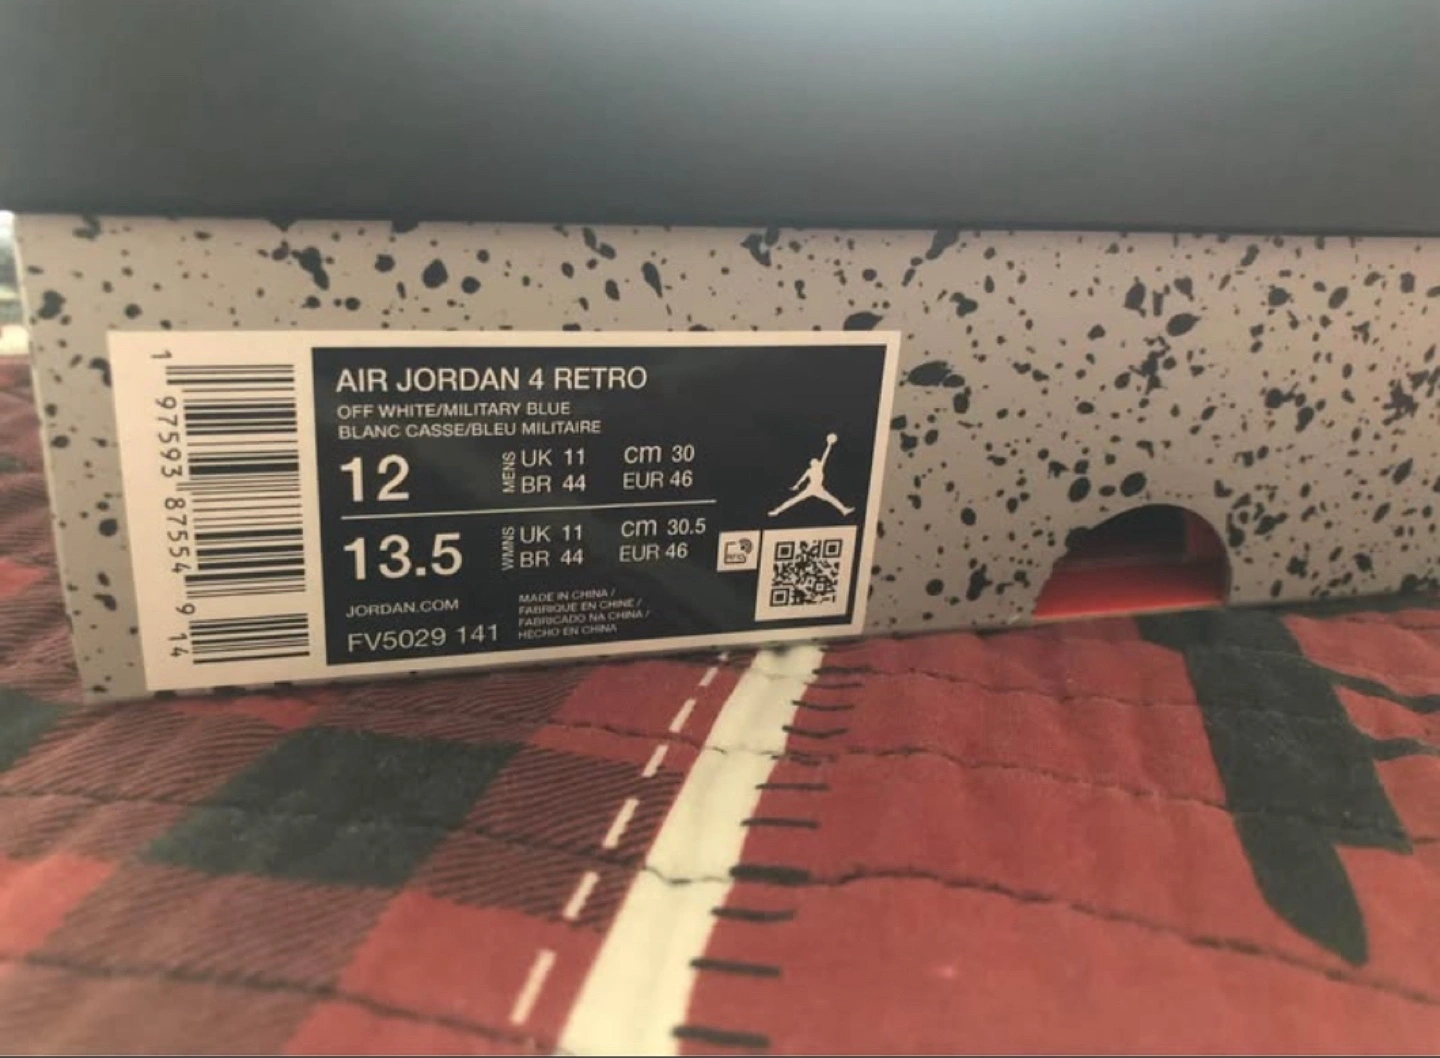 1 97593 87554 9 14
AIR JORDAN 4 RETRO
OFF WHITE/MILITARY BLUE
BLANC CASSE/BLEU MILITAIRE
12 MENS UK 11 cm 30
BR 44 EUR 46
13.5 WMNS UK 11 cm 30.5
BR 44 EUR 46
JORDAN.COM
FV5029 141
MADE IN CHINA /
FABRIQUE EN CHINE /
FABRICADO NA CHINA /
HECHO EN CHINA